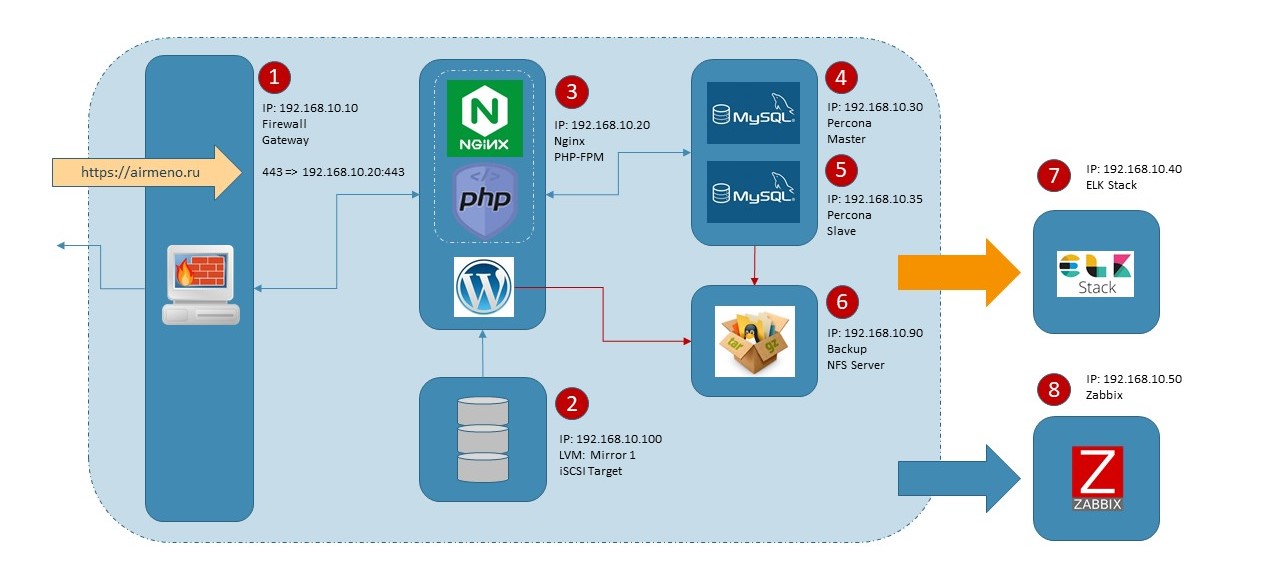 https://airmeno.ru
1
IP: 192.168.10.10
Firewall
Gateway
443 => 192.168.10.20:443
NGiNX
</>
php
W
3
IP: 192.168.10.20
Nginx
PHP-FPM
2
IP: 192.168.10.100
LVM: Mirror 1
iSCSI Target
MySQL
4
IP: 192.168.10.30
Percona
Master
MySQL
5
IP: 192.168.10.35
Percona
Slave
tar
gz
6
IP: 192.168.10.90
Backup
NFS Server
7
IP: 192.168.10.40
ELK Stack
ELK
Stack
8
IP: 192.168.10.50
Zabbix
Z
ZABBIX